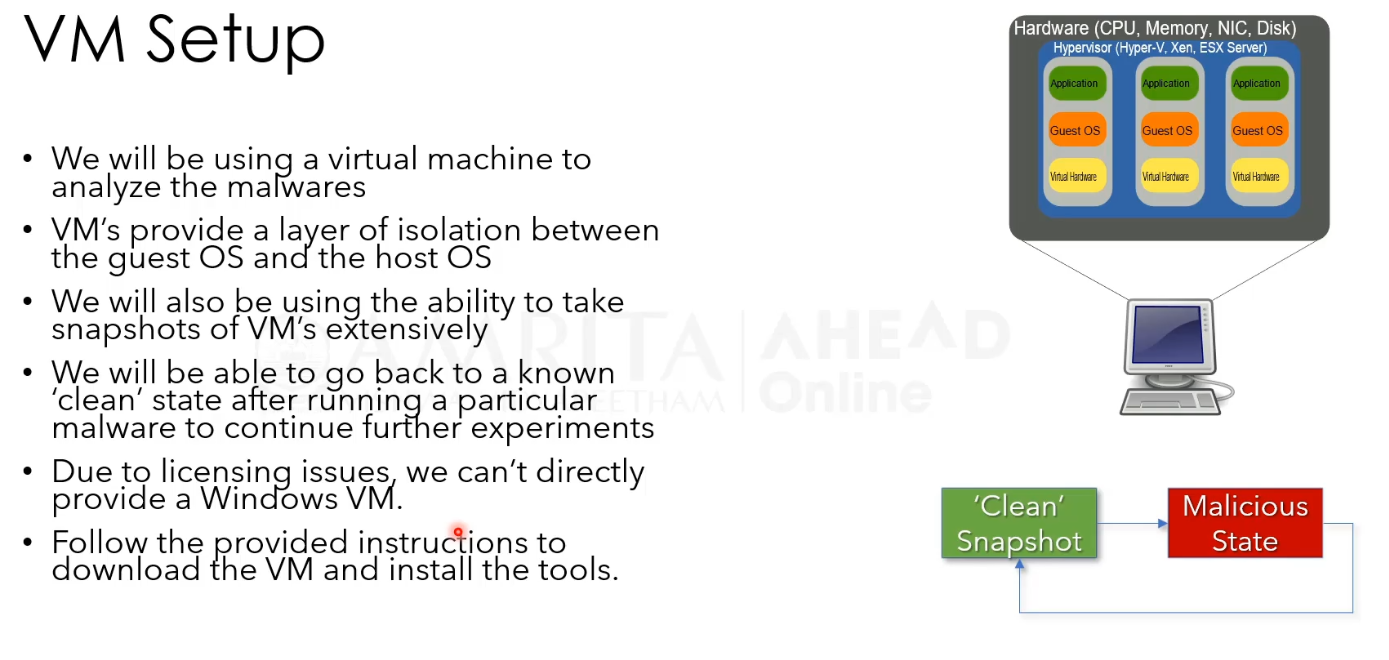 VM Setup
• We will be using a virtual machine to
analyze the malwares
• VM's provide a layer of isolation between
the guest OS and the host OS
• We will also be using the ability to take
snapshots of VM's extensively
• We will be able to go back to a known
'clean' state after running a particular
malware to continue further experiments
• Due to licensing issues, we can't directly
provide a Windows VM.
• Follow the provided instructions to
download the VM and install the tools.
Hardware (CPU, Memory, NIC, Disk)
Hypervisor (Hyper-V, Xen, ESX Server)
Application Application Application
Guest OS Guest OS Guest OS
Virtual Hardware Virtual Hardware Virtual Hardware
'Clean'
Snapshot
Malicious
State
AMRITA
AHEAD
Online